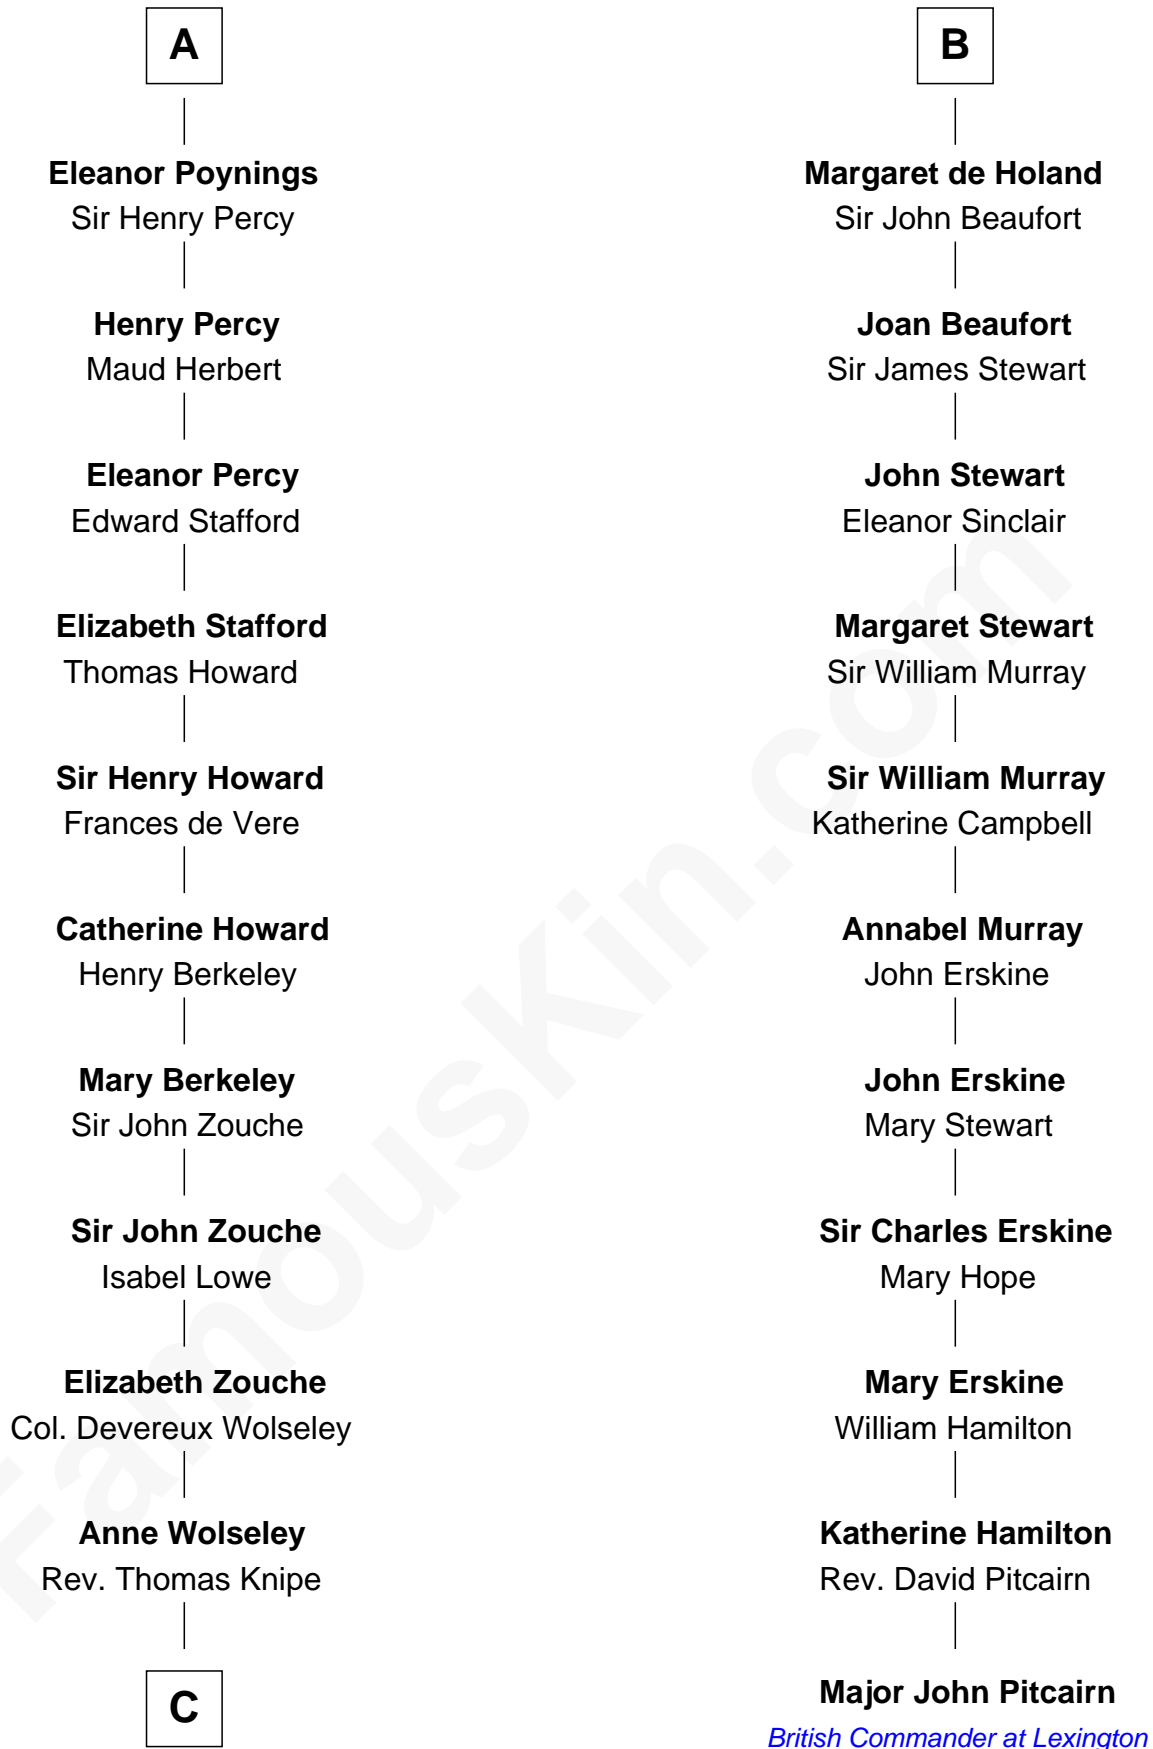 A
Eleanor Poynings
Sir Henry Percy
Henry Percy
Maud Herbert
Eleanor Percy
Edward Stafford
Elizabeth Stafford
Thomas Howard
Sir Henry Howard
Frances de Vere
Catherine Howard
Henry Berkeley
Mary Berkeley
Sir John Zouche
Sir John Zouche
Isabel Lowe
Elizabeth Zouche
Col. Devereux Wolseley
Anne Wolseley
Rev. Thomas Knipe
C
B
Margaret de Holand
Sir John Beaufort
Joan Beaufort
Sir James Stewart
John Stewart
Eleanor Sinclair
Margaret Stewart
Sir William Murray
Sir William Murray
Katherine Campbell
Annabel Murray
John Erskine
John Erskine
Mary Stewart
Sir Charles Erskine
Mary Hope
Mary Erskine
William Hamilton
Katherine Hamilton
Rev. David Pitcairn
Major John Pitcairn
British Commander at Lexington
FamousKin.com